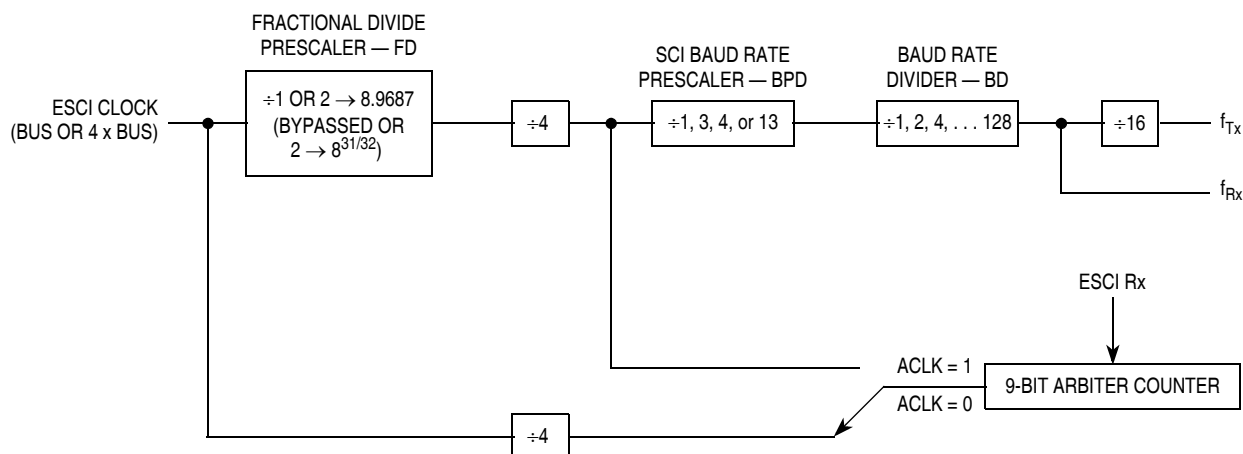 FRACTIONAL DIVIDE
PRESCALER — FD
SCI BAUD RATE
PRESCALER — BPD
BAUD RATE
DIVIDER — BD
ESCI CLOCK
(BUS OR 4 x BUS)
÷1 OR 2 → 8.9687
(BYPASSED OR
2 → 8^31/32)
÷4
÷1, 3, 4, or 13
÷1, 2, 4, . . . 128
÷16
fTx
fRx
ESCI Rx
ACLK = 1
ACLK = 0
9-BIT ARBITER COUNTER
÷4